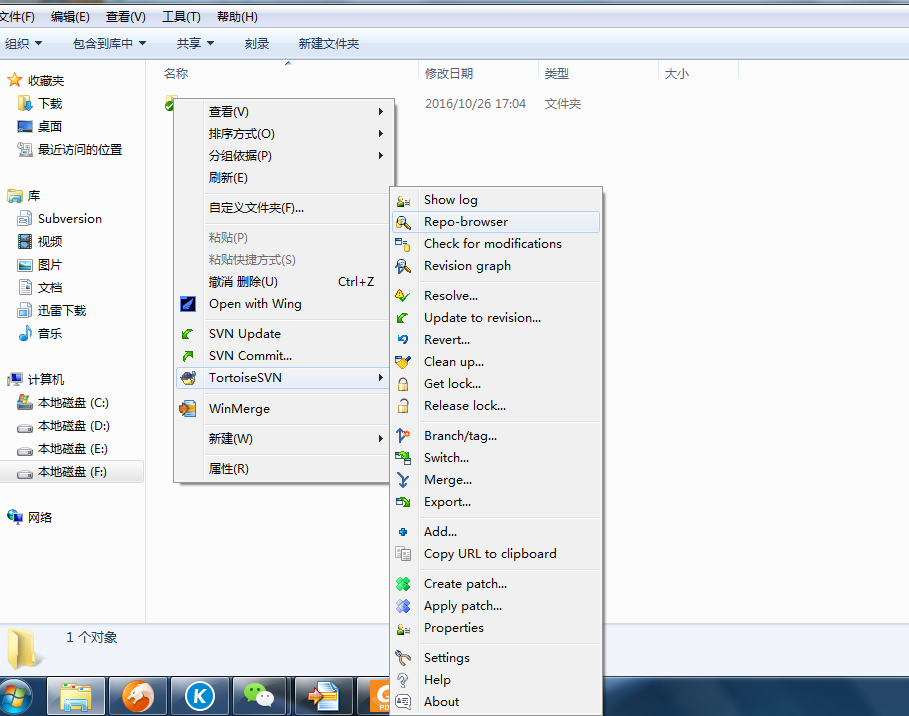 文件(F) 编辑(E) 查看(V) 工具(T) 帮助(H)
组织 包含到库中 共享 刻录 新建文件夹
收藏夹
下载
桌面
最近访问的位置
库
Subversion
视频
图片
文档
迅雷下载
音乐
计算机
本地磁盘 (C:)
本地磁盘 (D:)
本地磁盘 (E:)
本地磁盘 (F:)
网络
名称 修改日期 类型 大小
2016/10/26 17:04 文件夹
查看(V)
排序方式(O)
分组依据(P)
刷新(E)
自定义文件夹(F)...
粘贴(P)
粘贴快捷方式(S)
撤消 删除(U) Ctrl+Z
Open with Wing
SVN Update
SVN Commit...
TortoiseSVN
WinMerge
新建(W)
属性(R)
Show log
Repo-browser
Check for modifications
Revision graph
Resolve...
Update to revision...
Revert...
Clean up...
Get lock...
Release lock...
Branch/tag...
Switch...
Merge...
Export...
Add...
Copy URL to clipboard
Create patch...
Apply patch...
Properties
Settings
Help
About
1 个对象
K
G
PD